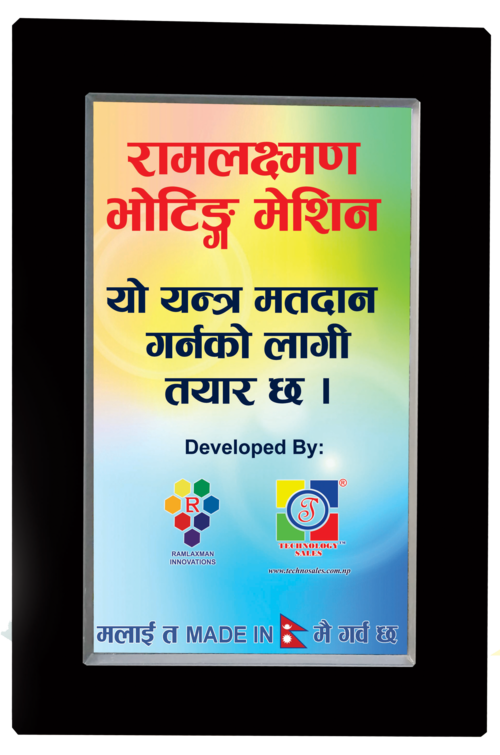 रामलक्ष्मण
भोटिङ्ग मेशिन
यो यन्त्र मतदान
गर्नको लागी
तयार छ ।
Developed By:
R
RAMLAXMAN
INNOVATIONS
®
T
TECHNOLOGY™
SALES
www.technosales.com.np
मलाई त MADE IN मै गर्व छ